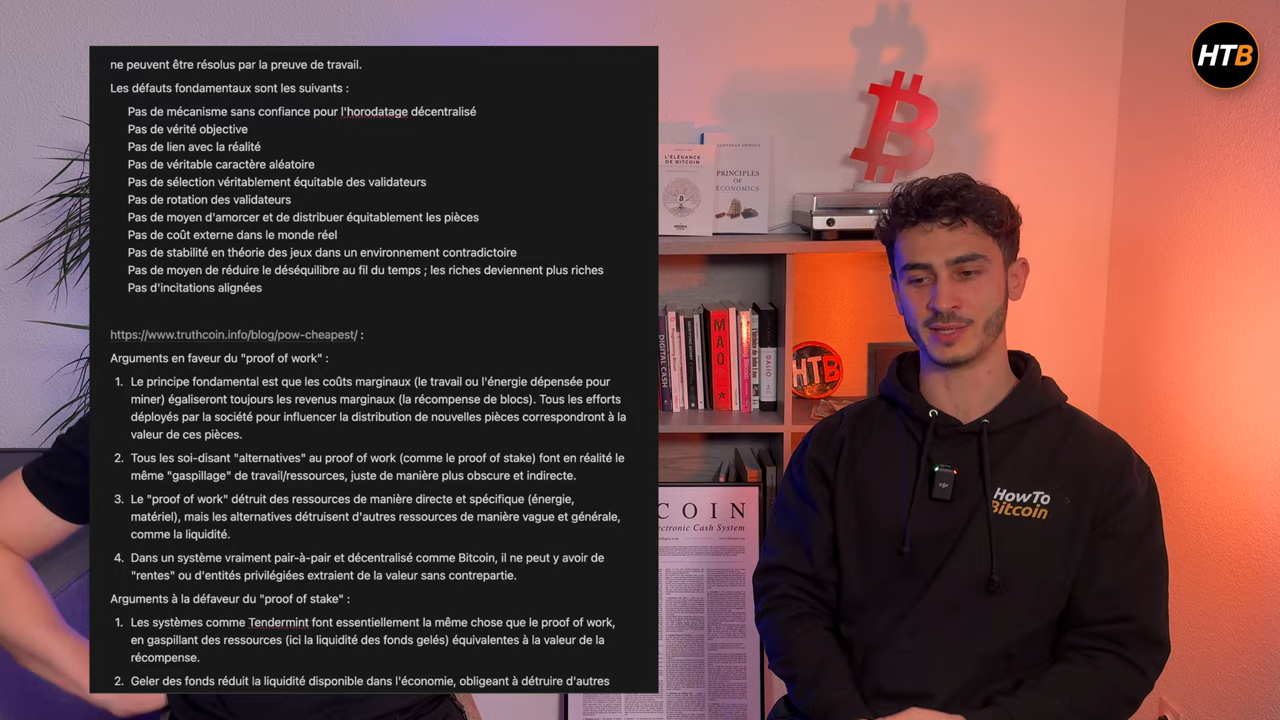 ne peuvent être résolus par la preuve de travail.
Les défauts fondamentaux sont les suivants :
Pas de mécanisme sans confiance pour l'horodatage décentralisé
Pas de vérité objective
Pas de lien avec la réalité
Pas de véritable caractère aléatoire
Pas de sélection véritablement équitable des validateurs
Pas de rotation des validateurs
Pas de moyen d'amorcer et de distribuer équitablement les pièces
Pas de coût externe dans le monde réel
Pas de stabilité en théorie des jeux dans un environnement contradictoire
Pas de moyen de réduire le déséquilibre au fil du temps ; les riches deviennent plus riches
Pas d'incitations alignées
https://www.truthcoin.info/blog/pow-cheapest/ :
Arguments en faveur du "proof of work" :
1. Le principe fondamental est que les coûts marginaux (le travail ou l'énergie dépensée pour
miner) égaliseront toujours les revenus marginaux (la récompense de blocs). Tous les efforts
déployés par la société pour influencer la distribution de nouvelles pièces correspondront à la
valeur de ces pièces.
2. Tous les soi-disant "alternatives" au proof of work (comme le proof of stake) font en réalité le
même "gaspillage" de travail/ressources, juste de manière plus obscure et indirecte.
3. Le "proof of work" détruit des ressources de manière directe et spécifique (énergie,
matériel), mais les alternatives détruisent d'autres ressources de manière vague et générale,
comme la liquidité.
4. Dans un système vraiment pair-à-pair et décentralisé comme Bitcoin, il ne peut y avoir de
"rentes" car aucun privilégiés extraient de la valeur sans contrepartie.
Arguments à la défaveur du "proof of stake" :
Les systèmes comme proof of stake font essentiellement la même chose que le proof of work,
en gaspillant des ressources (ici la liquidité des fonds gelés) équivalentes à la valeur de la
récompense.
Geler des fonds réduit la liquidité disponible dans l'économie, obligeant à détruire d'autres
HTB
L'ÉLÉGANCE
DE BITCOIN
PRINCIPLES
OF
ECONOMICS
DIGITAL CASH
MAO
DALIO
HTB
COIN
ectronic Cash System
HowTo
Bitcoin